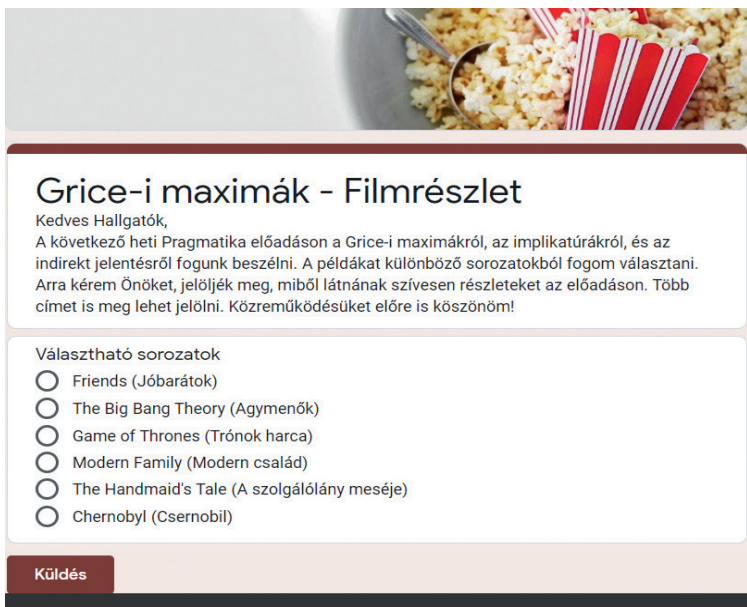 Grice-i maximák - Filmrészlet
Kedves Hallgatók,
A következő heti Pragmatika előadáson a Grice-i maximákról, az implikatúrákról, és az
indirekt jelentésről fogunk beszélni. A példákat különböző sorozatokból fogom választani.
Arra kérem Önöket, jelöljék meg, miből látnának szívesen részleteket az előadáson. Több
címet is meg lehet jelölni. Közreműködésüket előre is köszönöm!
Választható sorozatok
Friends (Jóbarátok)
The Big Bang Theory (Agymenők)
Game of Thrones (Trónok harca)
Modern Family (Modern család)
The Handmaid's Tale (A szolgálólány meséje)
Chernobyl (Csernobil)
Küldés